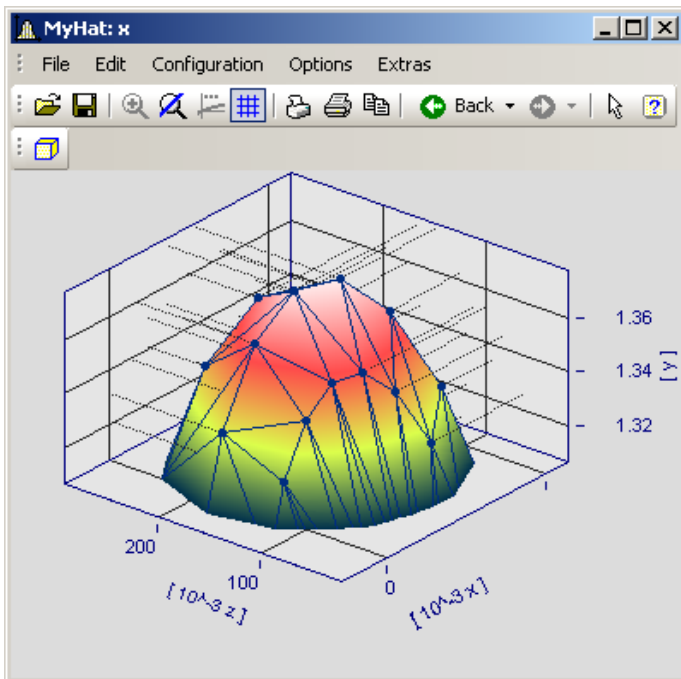 MyHat: x
File Edit Configuration Options Extras
Back
1.36
1.34
1.32
[ y ]
200
100
0
[ 10^-3 z ]
[ 10^-3 x ]